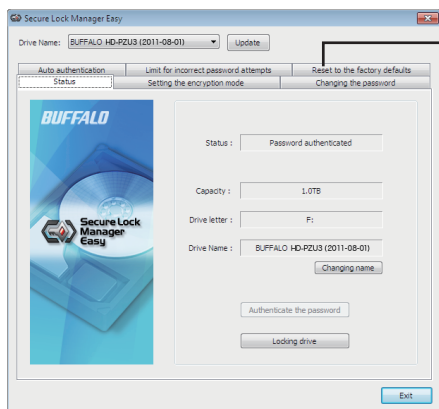 Secure Lock Manager Easy
Drive Name: BUFFALO HD-PZU3 (2011-08-01) Update
Auto authentication Limit for incorrect password attempts Reset to the factory defaults
Status Setting the encryption mode Changing the password
BUFFALO
Secure Lock
Manager
Easy
Status : Password authenticated
Capacity : 1.0TB
Drive letter : F:
Drive Name : BUFFALO HD-PZU3 (2011-08-01)
Changing name
Authenticate the password
Locking drive
Exit